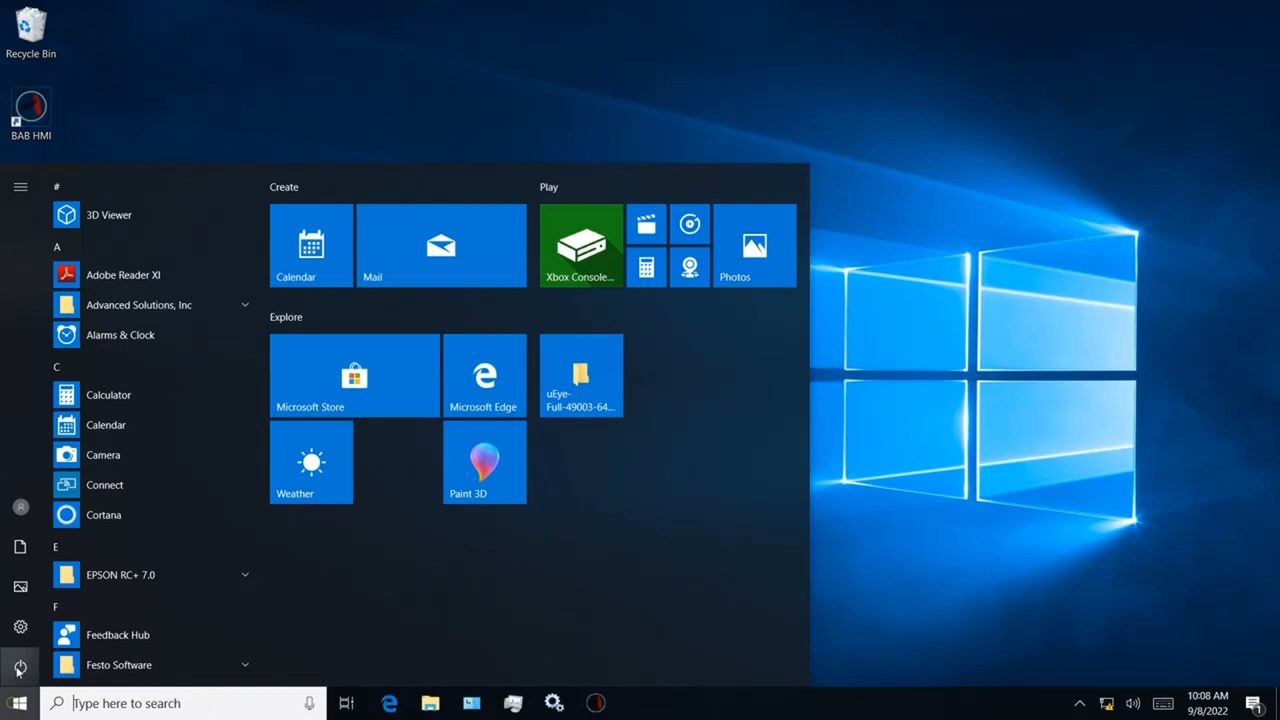 Recycle Bin
BAB HMI
#
3D Viewer
A
Adobe Reader XI
Advanced Solutions, Inc
Alarms & Clock
C
Calculator
Calendar
Camera
Connect
Cortana
E
EPSON RC+ 7.0
F
Feedback Hub
Festo Software
Create
Calendar
Mail
Play
Xbox Console...
Photos
Explore
Microsoft Store
Microsoft Edge
uEye-
Full-49003-64...
Weather
Paint 3D
Type here to search
10:08 AM
9/8/2022
1